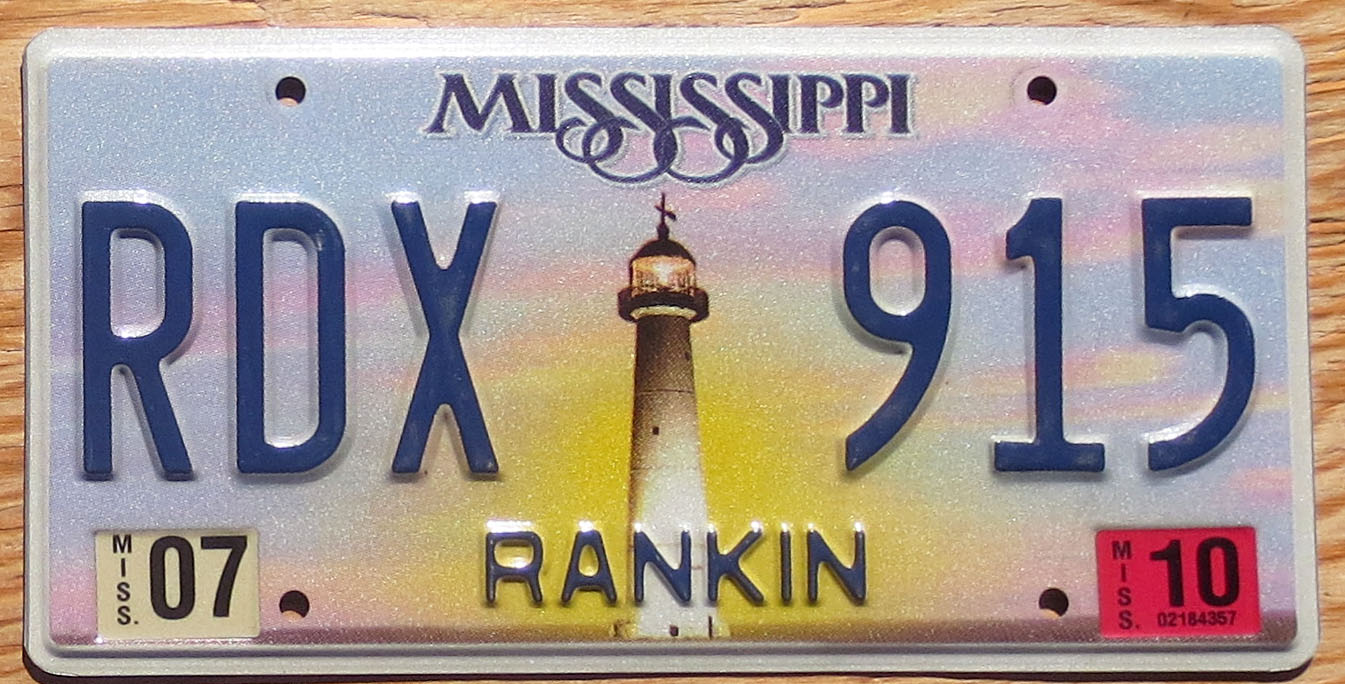 MISSISSIPPI
RDX 915
RANKIN
MISS. 07
MISS. 10
02184357